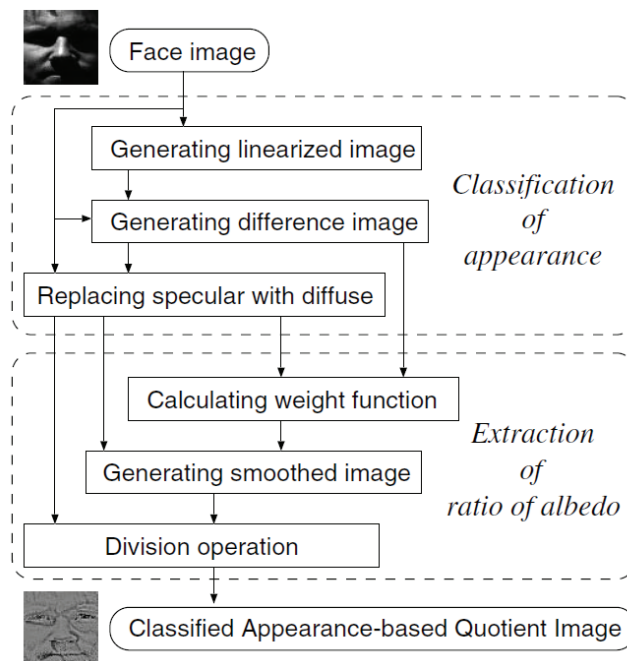 Face image
Generating linearized image
Classification
of
appearance
Generating difference image
Replacing specular with diffuse
Calculating weight function
Extraction
of
ratio of albedo
Generating smoothed image
Division operation
Classified Appearance-based Quotient Image